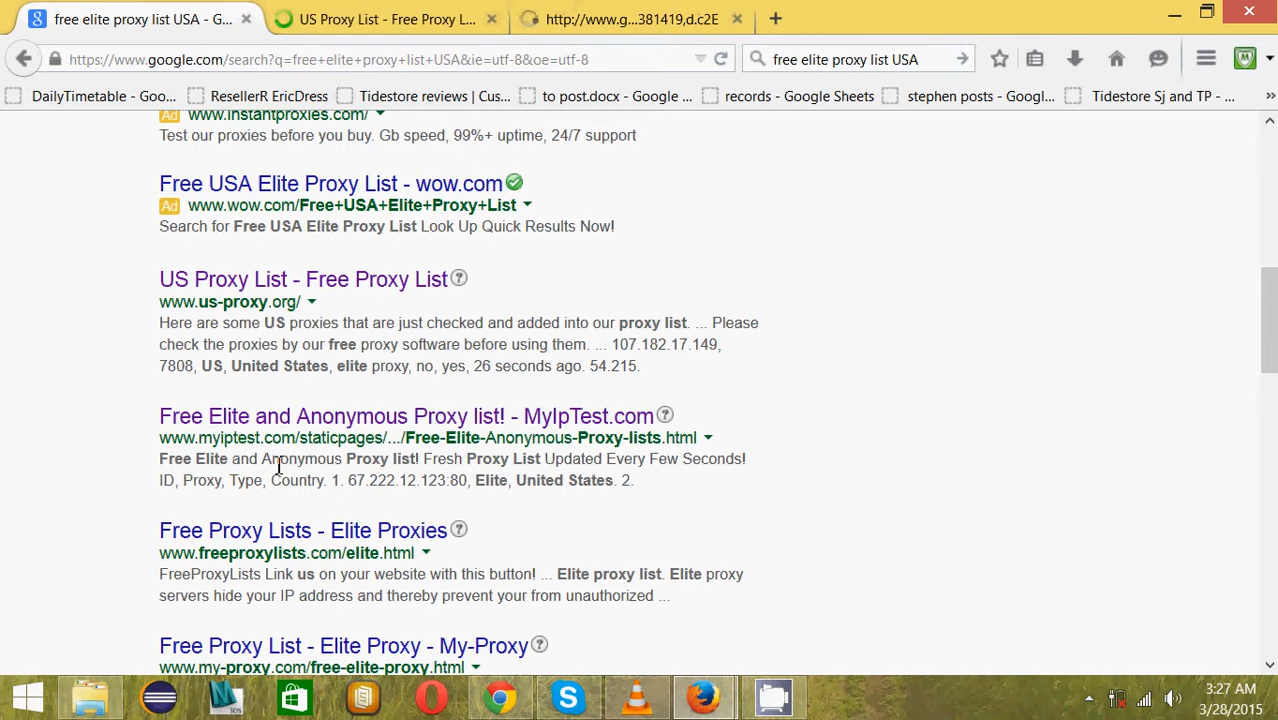 free elite proxy list USA - G...
US Proxy List - Free Proxy L...
http://www.g...381419,d.c2E
https://www.google.com/search?q=free+elite+proxy+list+USA&ie=utf-8&oe=utf-8
free elite proxy list USA
DailyTimetable - Goo...
ResellerR EricDress
Tidestore reviews | Cus...
to post.docx - Google ...
records - Google Sheets
stephen posts - Googl...
Tidestore Sj and TP - ...
Ad www.instantproxies.com/
Test our proxies before you buy. Gb speed, 99%+ uptime, 24/7 support
Free USA Elite Proxy List - wow.com
Ad www.wow.com/Free+USA+Elite+Proxy+List
Search for Free USA Elite Proxy List Look Up Quick Results Now!
US Proxy List - Free Proxy List
www.us-proxy.org/
Here are some US proxies that are just checked and added into our proxy list. ... Please
check the proxies by our free proxy software before using them. ... 107.182.17.149,
7808, US, United States, elite proxy, no, yes, 26 seconds ago. 54.215.
Free Elite and Anonymous Proxy list! - MyIpTest.com
www.myiptest.com/staticpages/.../Free-Elite-Anonymous-Proxy-lists.html
Free Elite and Anonymous Proxy list! Fresh Proxy List Updated Every Few Seconds!
ID, Proxy, Type, Country. 1. 67.222.12.123:80, Elite, United States. 2.
Free Proxy Lists - Elite Proxies
www.freeproxylists.com/elite.html
FreeProxyLists Link us on your website with this button! ... Elite proxy list. Elite proxy
servers hide your IP address and thereby prevent your from unauthorized ...
Free Proxy List - Elite Proxy - My-Proxy
www.my-proxy.com/free-elite-proxy.html
3:27 AM
3/28/2015